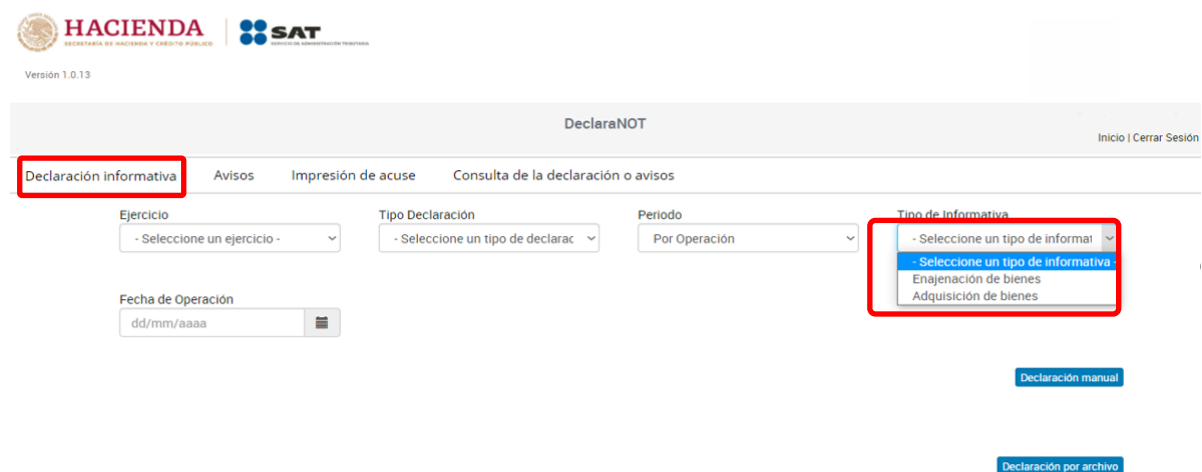 HACIENDA
SECRETARÍA DE HACIENDA Y CRÉDITO PÚBLICO
SAT
SERVICIO DE ADMINISTRACIÓN TRIBUTARIA
Versión 1.0.13
DeclaraNOT
Inicio | Cerrar Sesión
Declaración informativa Avisos Impresión de acuse Consulta de la declaración o avisos
Ejercicio Tipo Declaración Periodo Tipo de Informativa
- Seleccione un ejercicio - - Seleccione un tipo de declarac Por Operación - Seleccione un tipo de informat
- Seleccione un tipo de informativa -
Enajenación de bienes
Adquisición de bienes
Fecha de Operación
dd/mm/aaaa
Declaración manual
Declaración por archivo